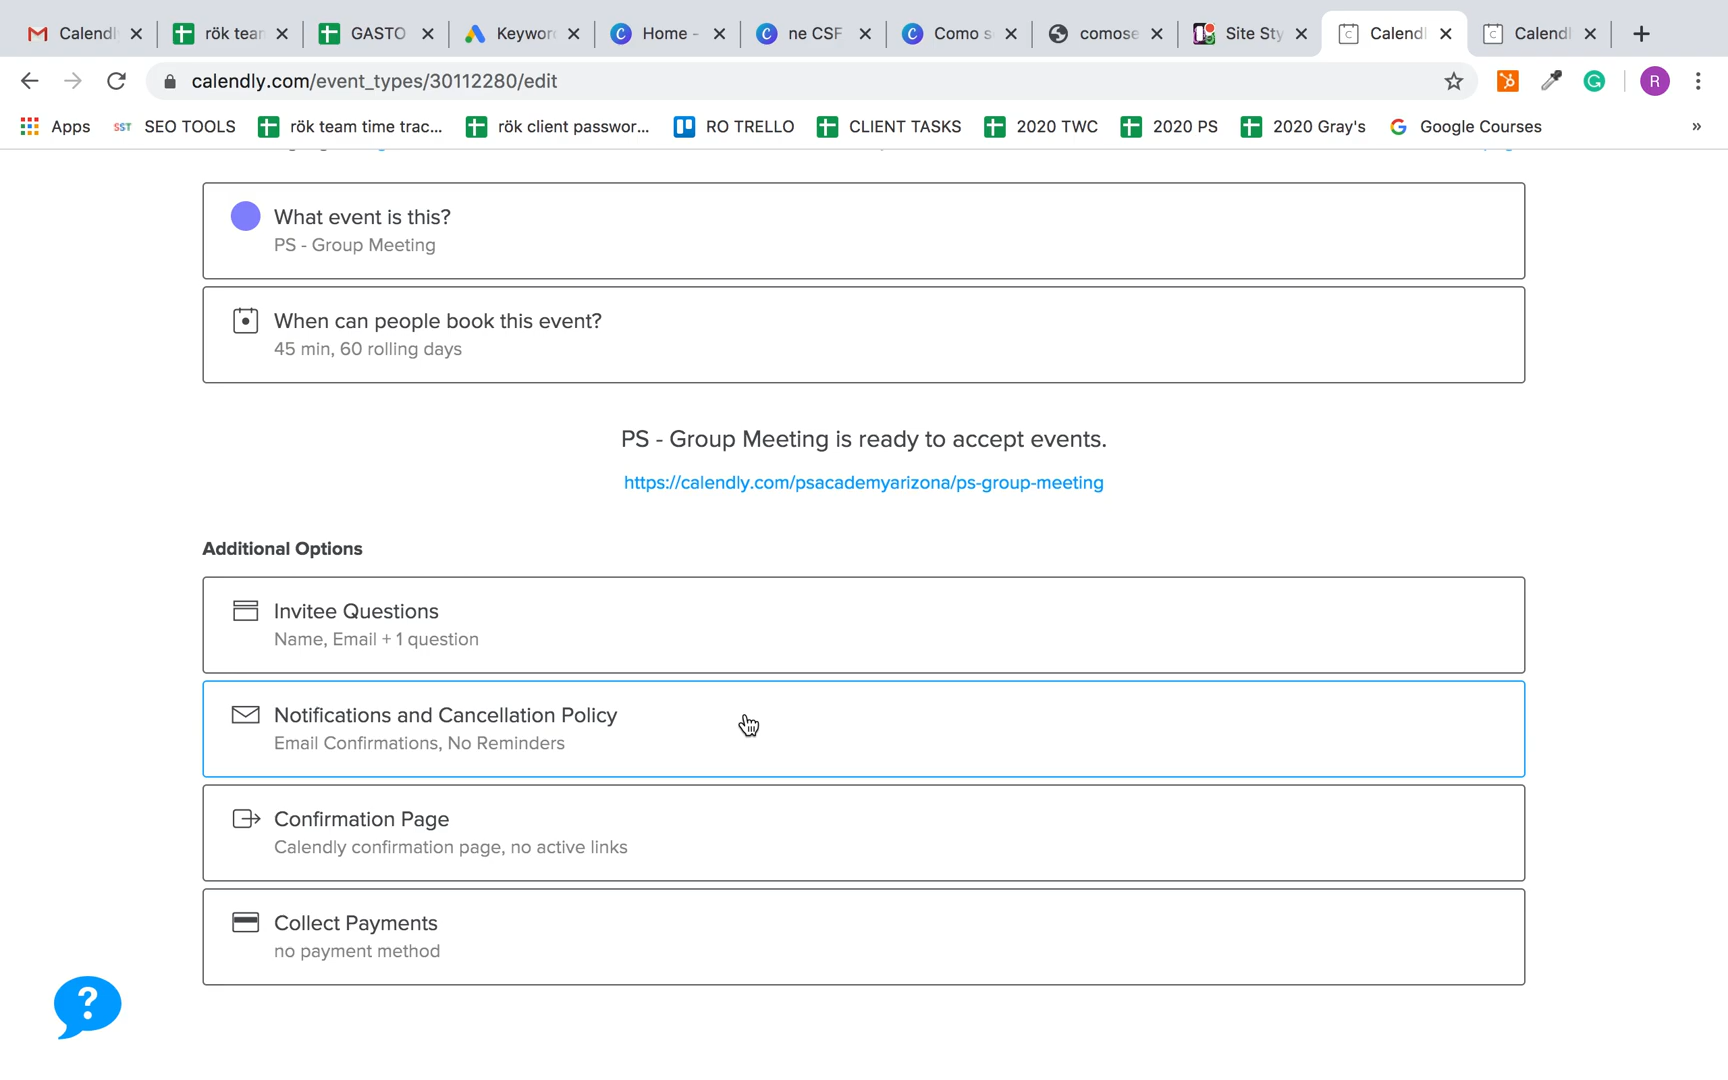 Calendl
rök tea
GASTO
Keywor
Home -
ne CSF
Como s
comose
Site Sty
Calendl
Calendl
calendly.com/event_types/30112280/edit
R
Apps
SST SEO TOOLS
rök team time trac...
rök client passwor...
RO TRELLO
CLIENT TASKS
2020 TWC
2020 PS
2020 Gray's
Google Courses
»
What event is this?
PS - Group Meeting
When can people book this event?
45 min, 60 rolling days
PS - Group Meeting is ready to accept events.
https://calendly.com/psacademyarizona/ps-group-meeting
Additional Options
Invitee Questions
Name, Email + 1 question
Notifications and Cancellation Policy
Email Confirmations, No Reminders
Confirmation Page
Calendly confirmation page, no active links
Collect Payments
no payment method
?